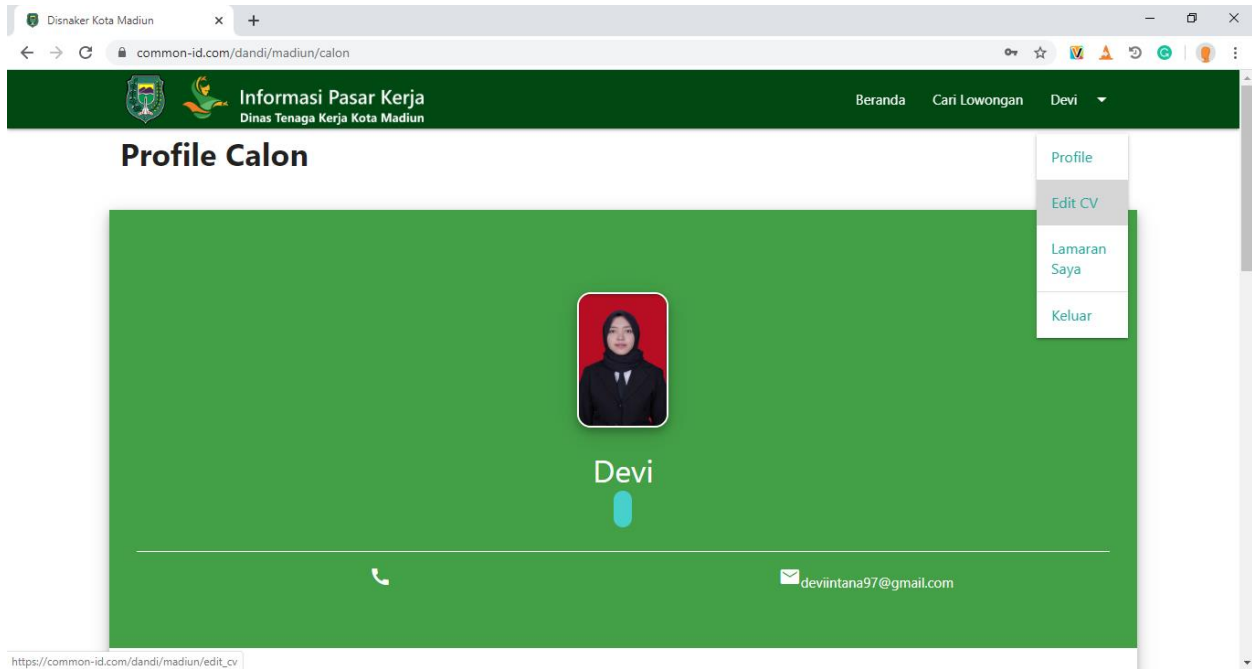 Disnaker Kota Madiun
common-id.com/dandi/madiun/calon
Informasi Pasar Kerja
Dinas Tenaga Kerja Kota Madiun
Beranda Cari Lowongan Devi
Profile Calon
Profile
Edit CV
Lamaran
Saya
Keluar
Devi
deviintana97@gmail.com
https://common-id.com/dandi/madiun/edit_cv